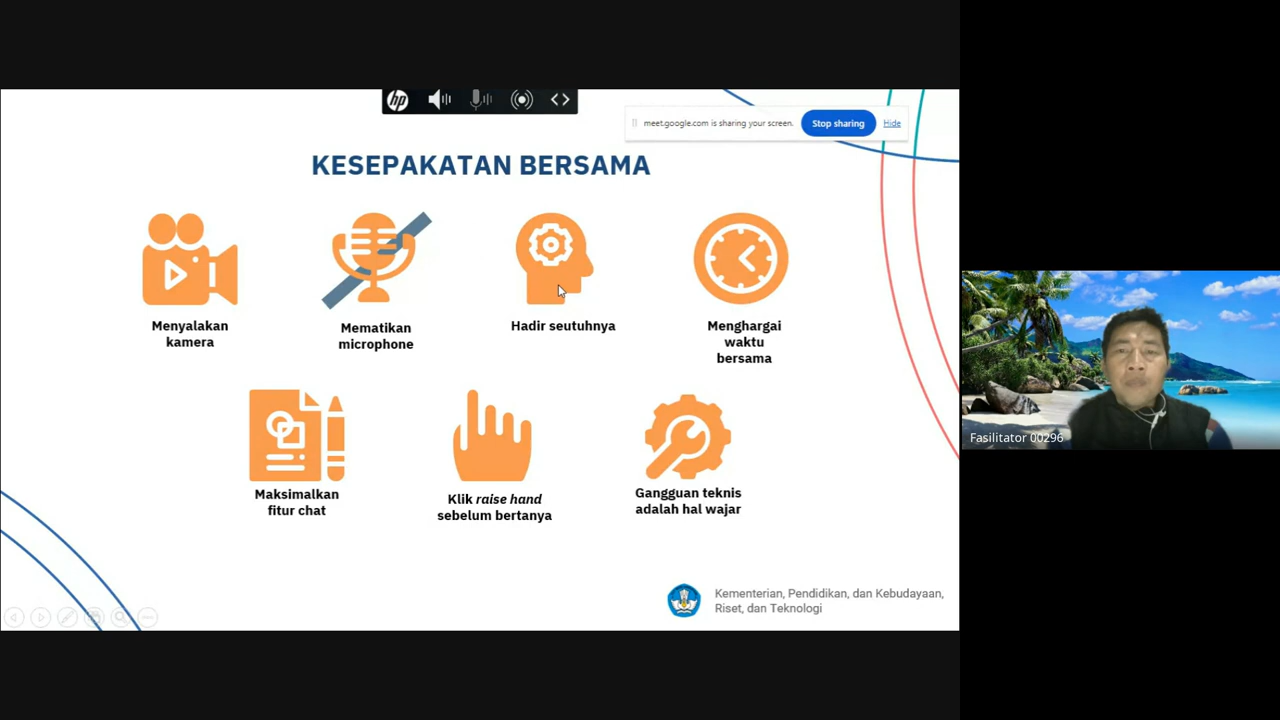 hp
meet.google.com is sharing your screen.
Stop sharing
Hide
KESEPAKATAN BERSAMA
Menyalakan
kamera
Mematikan
microphone
Hadir seutuhnya
Menghargai
waktu
bersama
Maksimalkan
fitur chat
Klik raise hand
sebelum bertanya
Gangguan teknis
adalah hal wajar
Kementerian, Pendidikan, dan Kebudayaan,
Riset, dan Teknologi
Fasilitator 00296